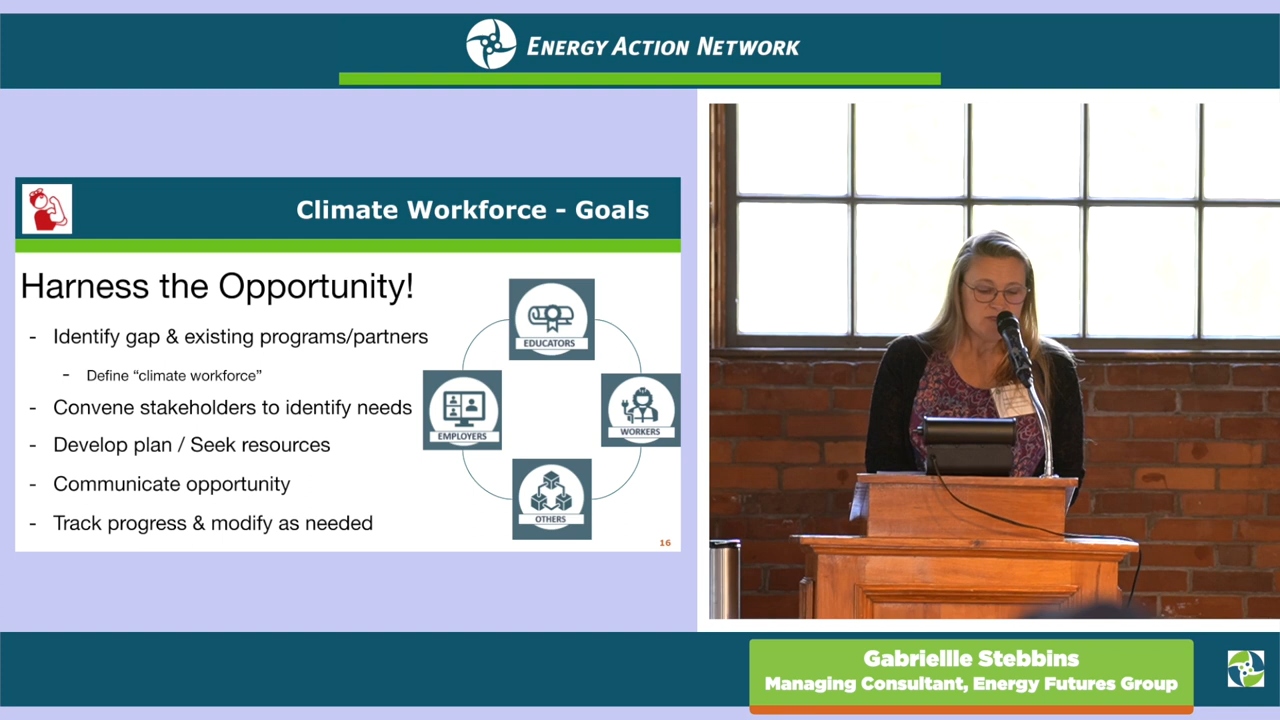 ENERGY ACTION NETWORK
Climate Workforce - Goals
Harness the Opportunity!
- Identify gap & existing programs/partners
- Define “climate workforce”
- Convene stakeholders to identify needs
- Develop plan / Seek resources
- Communicate opportunity
- Track progress & modify as needed
EDUCATORS
EMPLOYERS
WORKERS
OTHERS
16
Gabriellle Stebbins
Managing Consultant, Energy Futures Group